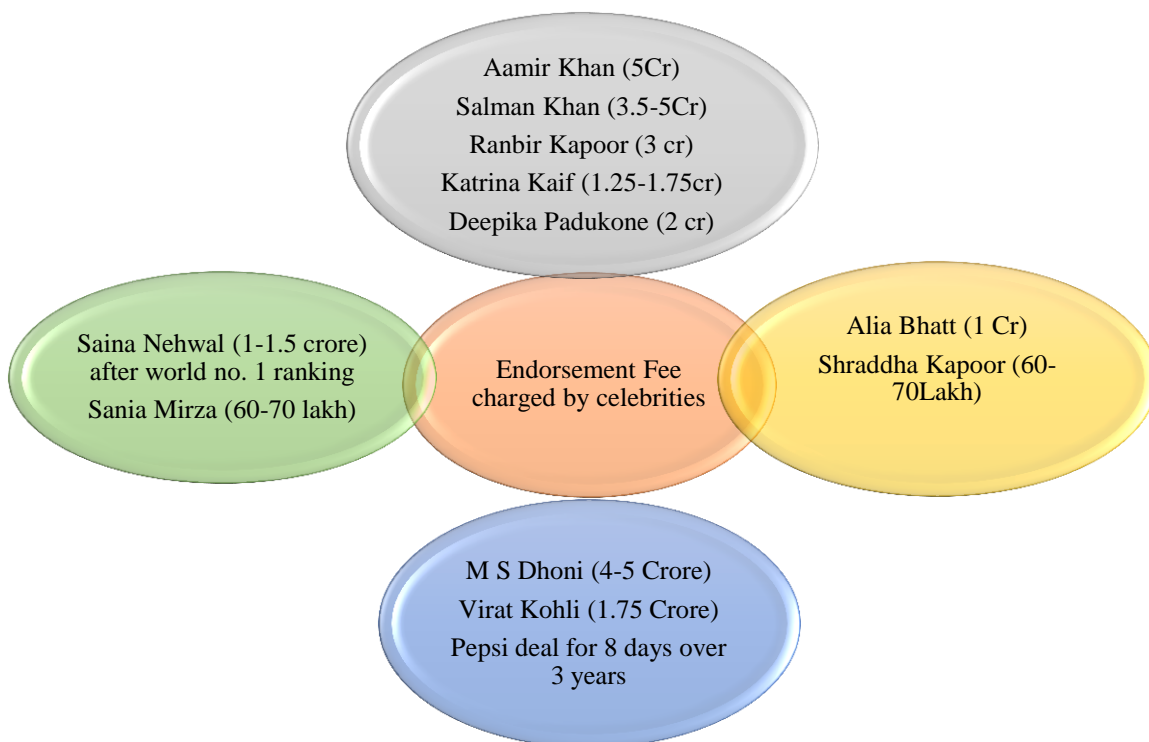 Aamir Khan (5Cr)
Salman Khan (3.5-5Cr)
Ranbir Kapoor (3 cr)
Katrina Kaif (1.25-1.75cr)
Deepika Padukone (2 cr)
Saina Nehwal (1-1.5 crore)
after world no. 1 ranking
Sania Mirza (60-70 lakh)
Endorsement Fee
charged by celebrities
Alia Bhatt (1 Cr)
Shraddha Kapoor (60-
70Lakh)
M S Dhoni (4-5 Crore)
Virat Kohli (1.75 Crore)
Pepsi deal for 8 days over
3 years